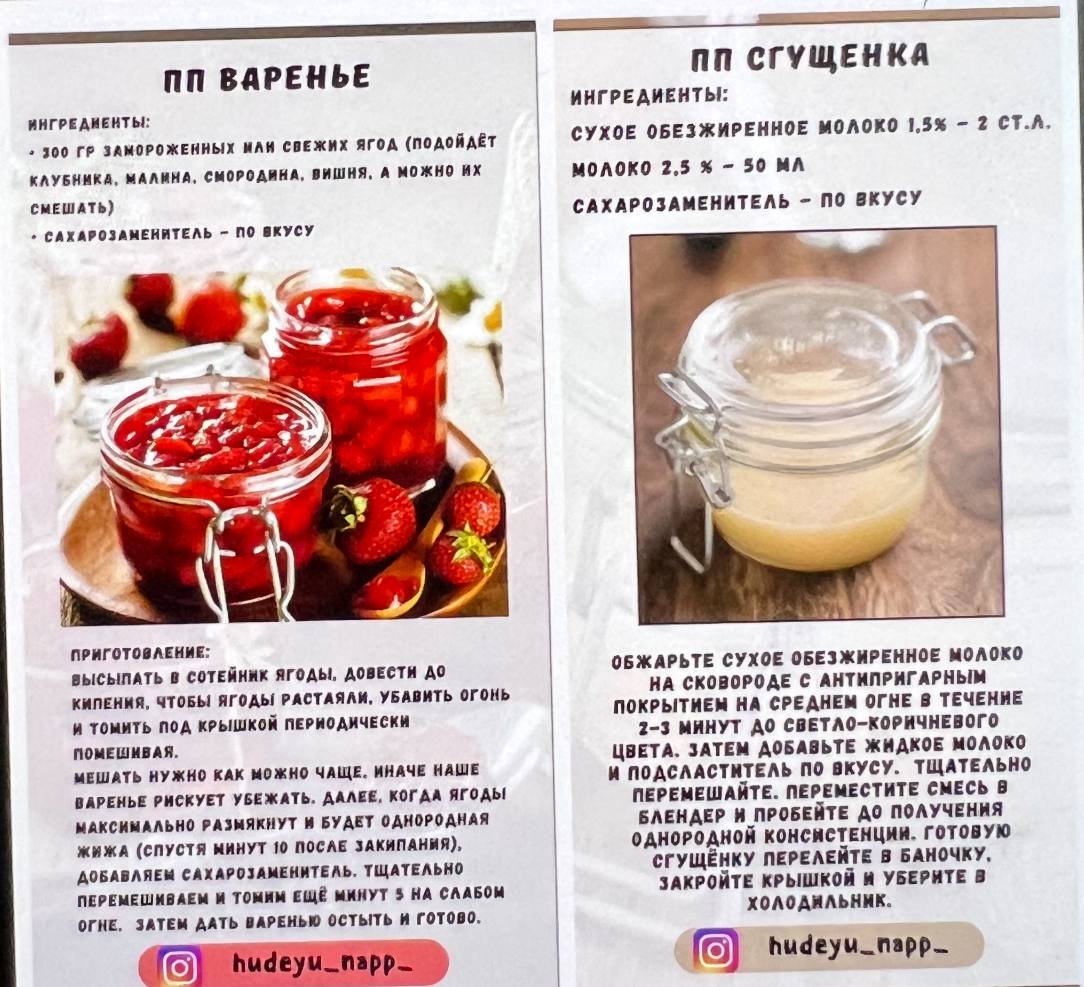 ПП ВАРЕНЬЕ
ИНГРЕДИЕНТЫ:
• 300 ГР ЗАМОРОЖЕННЫХ ИЛИ СВЕЖИХ ЯГОД (ПОДОЙДЁТ
КЛУБНИКА, МАЛИНА, СМОРОДИНА, ВИШНЯ, А МОЖНО ИХ
СМЕШАТЬ)
• САХАРОЗАМЕНИТЕЛЬ – ПО ВКУСУ
ПРИГОТОВЛЕНИЕ:
ВЫСЫПАТЬ В СОТЕЙНИК ЯГОДЫ, ДОВЕСТИ ДО
КИПЕНИЯ, ЧТОБЫ ЯГОДЫ РАСТАЯЛИ, УБАВИТЬ ОГОНЬ
И ТОМИТЬ ПОД КРЫШКОЙ ПЕРИОДИЧЕСКИ
ПОМЕШИВАЯ.
МЕШАТЬ НУЖНО КАК МОЖНО ЧАЩЕ, ИНАЧЕ НАШЕ
ВАРЕНЬЕ РИСКУЕТ УБЕЖАТЬ. ДАЛЕЕ, КОГДА ЯГОДЫ
МАКСИМАЛЬНО РАЗМЯКНУТ И БУДЕТ ОДНОРОДНАЯ
ЖИЖА (СПУСТЯ МИНУТ 10 ПОСЛЕ ЗАКИПАНИЯ),
ДОБАВЛЯЕМ САХАРОЗАМЕНИТЕЛЬ. ТЩАТЕЛЬНО
ПЕРЕМЕШИВАЕМ И ТОМИМ ЕЩЁ МИНУТ 5 НА СЛАБОМ
ОГНЕ. ЗАТЕМ ДАТЬ ВАРЕНЬЮ ОСТЫТЬ И ГОТОВО.
hudeyu_napp_
ПП СГУЩЕНКА
ИНГРЕДИЕНТЫ:
СУХОЕ ОБЕЗЖИРЕННОЕ МОЛОКО 1,5% – 2 СТ.Л.
МОЛОКО 2,5 % – 50 МЛ
САХАРОЗАМЕНИТЕЛЬ – ПО ВКУСУ
ОБЖАРЬТЕ СУХОЕ ОБЕЗЖИРЕННОЕ МОЛОКО
НА СКОВОРОДЕ С АНТИПРИГАРНЫМ
ПОКРЫТИЕМ НА СРЕДНЕМ ОГНЕ В ТЕЧЕНИЕ
2-3 МИНУТ ДО СВЕТЛО-КОРИЧНЕВОГО
ЦВЕТА. ЗАТЕМ ДОБАВЬТЕ ЖИДКОЕ МОЛОКО
И ПОДСЛАСТИТЕЛЬ ПО ВКУСУ. ТЩАТЕЛЬНО
ПЕРЕМЕШАЙТЕ. ПЕРЕМЕСТИТЕ СМЕСЬ В
БЛЕНДЕР И ПРОБЕЙТЕ ДО ПОЛУЧЕНИЯ
ОДНОРОДНОЙ КОНСИСТЕНЦИИ. ГОТОВУЮ
СГУЩЁНКУ ПЕРЕЛЕЙТЕ В БАНОЧКУ,
ЗАКРОЙТЕ КРЫШКОЙ И УБЕРИТЕ В
ХОЛОДИЛЬНИК.
hudeyu_napp_